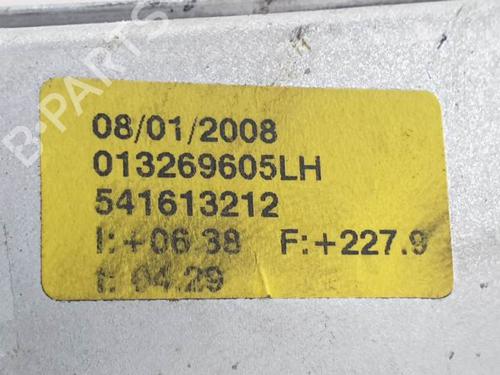 B-PARTS
08/01/2008
013269605LH
541613212
I:+06.38 F:+227.9
t: 04.29